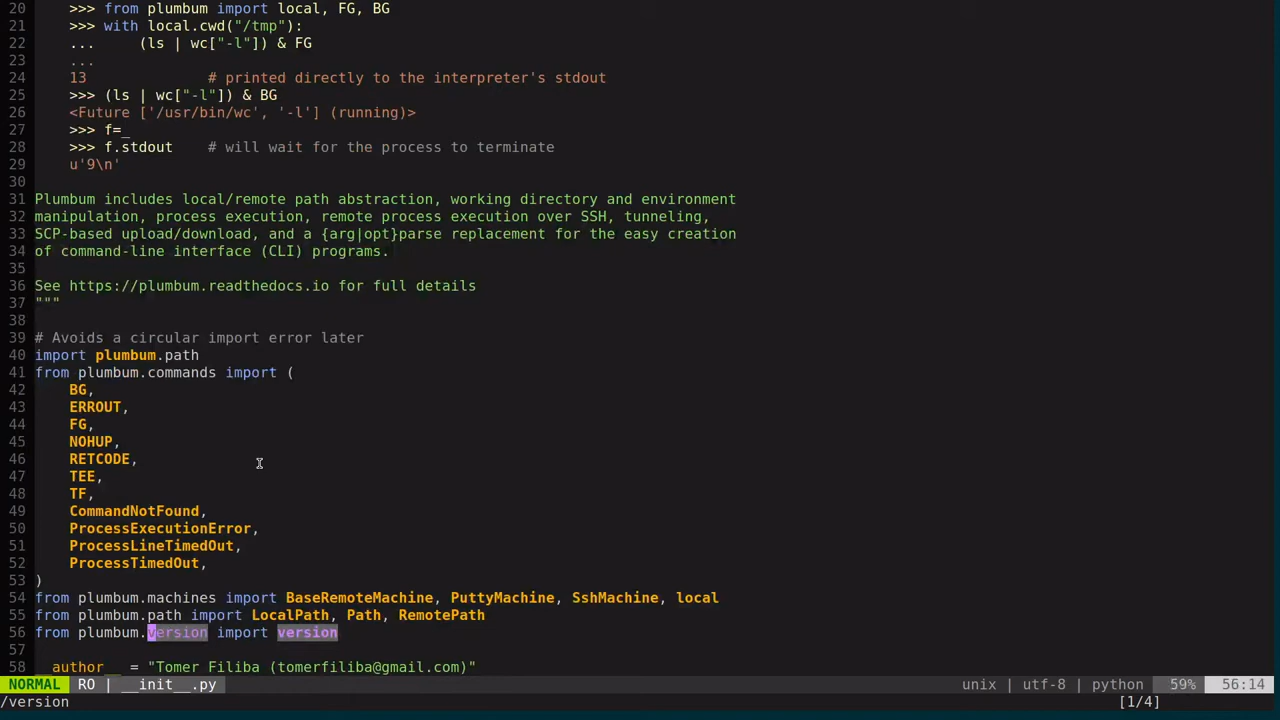 20     >>> from plumbum import local, FG, BG
21     >>> with local.cwd("/tmp"):
22     ...     (ls | wc["-l"]) & FG
23     ...
24     13              # printed directly to the interpreter's stdout
25     >>> (ls | wc["-l"]) & BG
26     <Future ['/usr/bin/wc', '-l'] (running)>
27     >>> f=_
28     >>> f.stdout    # will wait for the process to terminate
29     u'9\n'
30
31 Plumbum includes local/remote path abstraction, working directory and environment
32 manipulation, process execution, remote process execution over SSH, tunneling,
33 SCP-based upload/download, and a {arg|opt}parse replacement for the easy creation
34 of command-line interface (CLI) programs.
35
36 See https://plumbum.readthedocs.io for full details
37 """
38
39 # Avoids a circular import error later
40 import plumbum.path
41 from plumbum.commands import (
42     BG,
43     ERROUT,
44     FG,
45     NOHUP,
46     RETCODE,
47     TEE,
48     TF,
49     CommandNotFound,
50     ProcessExecutionError,
51     ProcessLineTimedOut,
52     ProcessTimedOut,
53 )
54 from plumbum.machines import BaseRemoteMachine, PuttyMachine, SshMachine, local
55 from plumbum.path import LocalPath, Path, RemotePath
56 from plumbum.version import version
57
58 __author__ = "Tomer Filiba (tomerfiliba@gmail.com)"
NORMAL  RO | __init__.py  unix | utf-8 | python  59%  56:14
/version  [1/4]